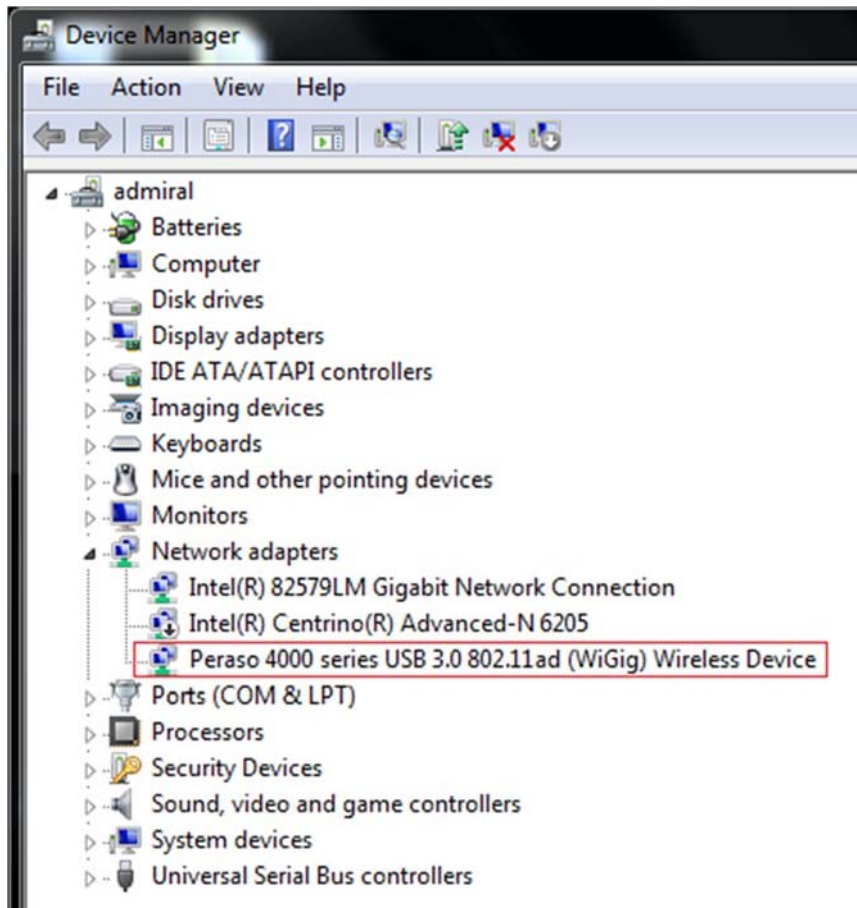 Device Manager
File Action View Help
admiral
Batteries
Computer
Disk drives
Display adapters
IDE ATA/ATAPI controllers
Imaging devices
Keyboards
Mice and other pointing devices
Monitors
Network adapters
Intel(R) 82579LM Gigabit Network Connection
Intel(R) Centrino(R) Advanced-N 6205
Peraso 4000 series USB 3.0 802.11ad (WiGig) Wireless Device
Ports (COM & LPT)
Processors
Security Devices
Sound, video and game controllers
System devices
Universal Serial Bus controllers